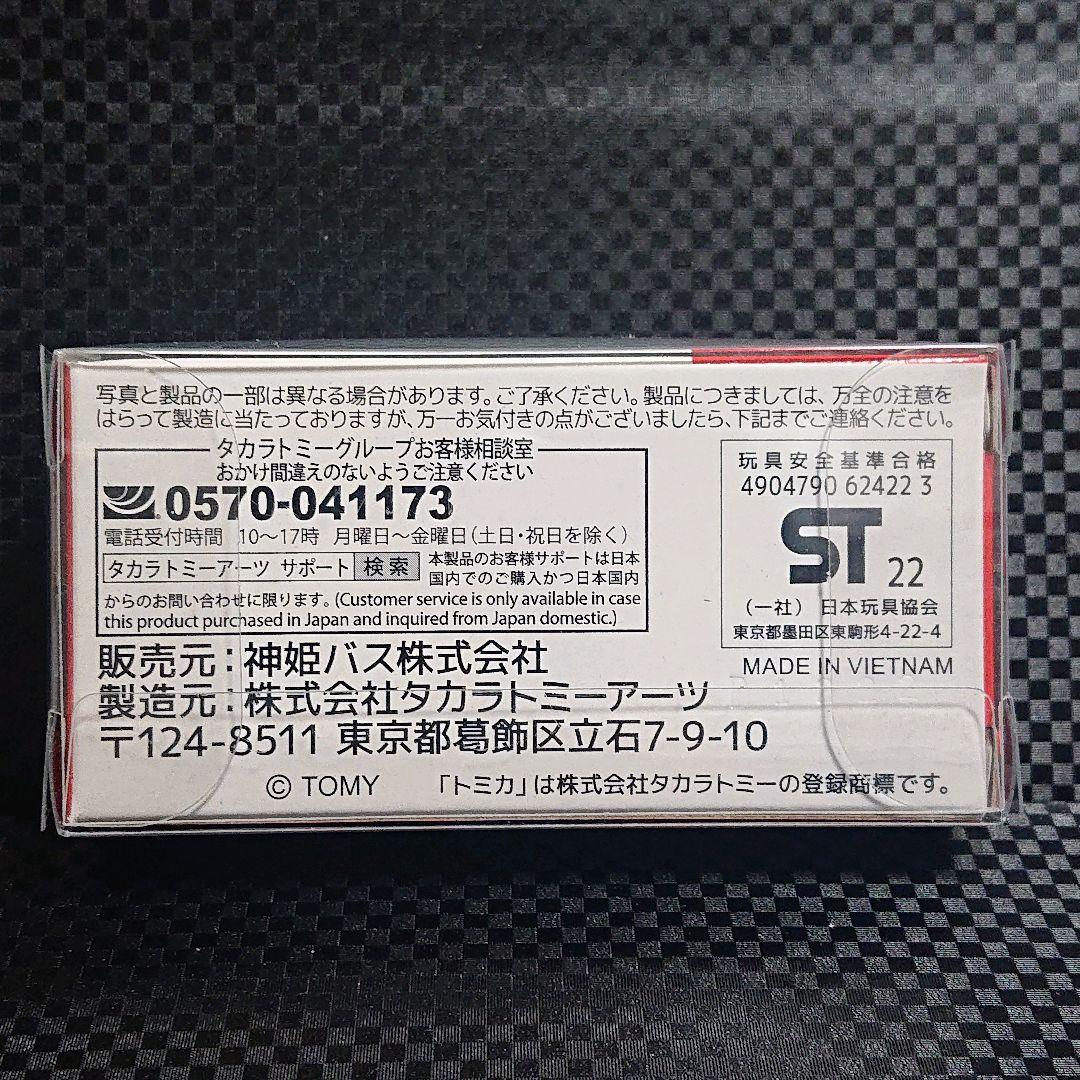 写真と製品の一部は異なる場合があります。ご了承ください。製品につきましては、万全の注意を
はらって製造に当たっておりますが、万一お気付きの点がございましたら、下記までご連絡ください。
タカラトミーグループお客様相談室
おかけ間違えのないようご注意ください
0570-041173
電話受付時間 10〜17時 月曜日〜金曜日（土日・祝日を除く）
タカラトミーアーツ サポート 検索
本製品のお客様サポートは日本
国内でのご購入かつ日本国内
からのお問い合わせに限ります。(Customer service is only available in case
this product purchased in Japan and inquired from Japan domestic.)
玩具安全基準合格
4904790 62422 3
ST 22
（一社） 日本玩具協会
東京都墨田区東駒形4-22-4
MADE IN VIETNAM
販売元：神姫バス株式会社
製造元：株式会社タカラトミーアーツ
〒124-8511 東京都葛飾区立石7-9-10
© TOMY 「トミカ」は株式会社タカラトミーの登録商標です。